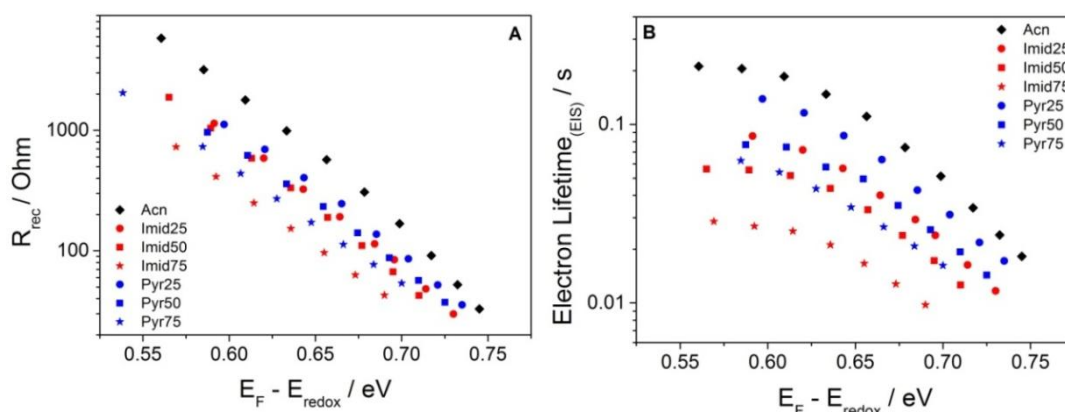 A
R_rec / Ohm
1000
100
Acn
Imid25
Imid50
Imid75
Pyr25
Pyr50
Pyr75
0.55 0.60 0.65 0.70 0.75
E_F - E_redox / eV
B
Electron Lifetime_(EIS) / s
0.1
0.01
Acn
Imid25
Imid50
Imid75
Pyr25
Pyr50
Pyr75
0.55 0.60 0.65 0.70 0.75
E_F - E_redox / eV